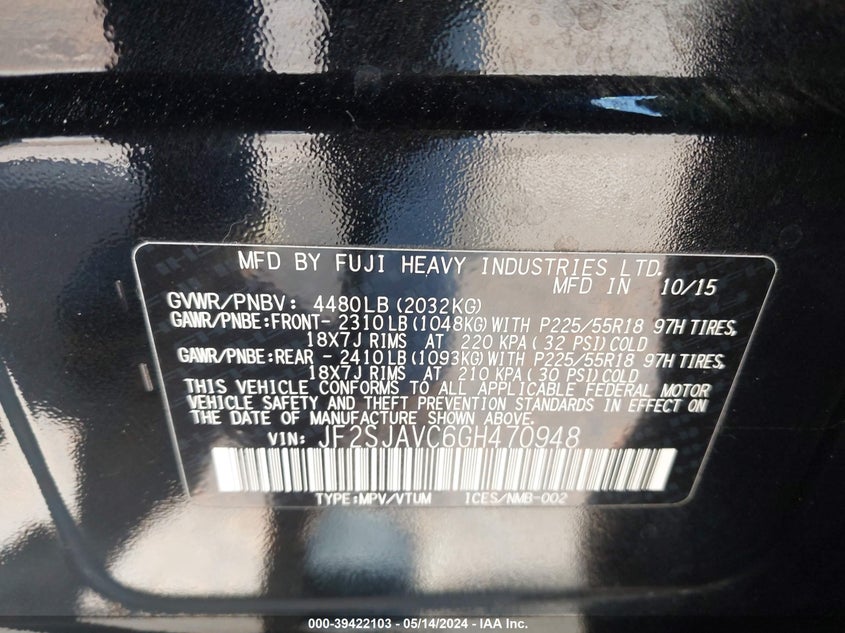 MFD BY FUJI HEAVY INDUSTRIES LTD.
MFD IN 10/15
GVWR/PNBV: 4480LB(2032KG)
GAWR/PNBE:FRONT- 2310LB(1048KG)WITH P225/55R18 97H TIRES,
18X7J RIMS AT 220 KPA(32 PSI)COLD
GAWR/PNBE:REAR - 2410LB(1093KG)WITH P225/55R18 97H TIRES,
18X7J RIMS AT 210 KPA(30 PSI)COLD
THIS VEHICLE CONFORMS TO ALL APPLICABLE FEDERAL MOTOR
VEHICLE SAFETY AND THEFT PREVENTION STANDARDS IN EFFECT ON
THE DATE OF MANUFACTURE SHOWN ABOVE.
VIN: JF2SJAVC6GH470948
TYPE:MPV/VTUM ICES/NMB-002
000-39422103 - 05/14/2024 - IAA Inc.